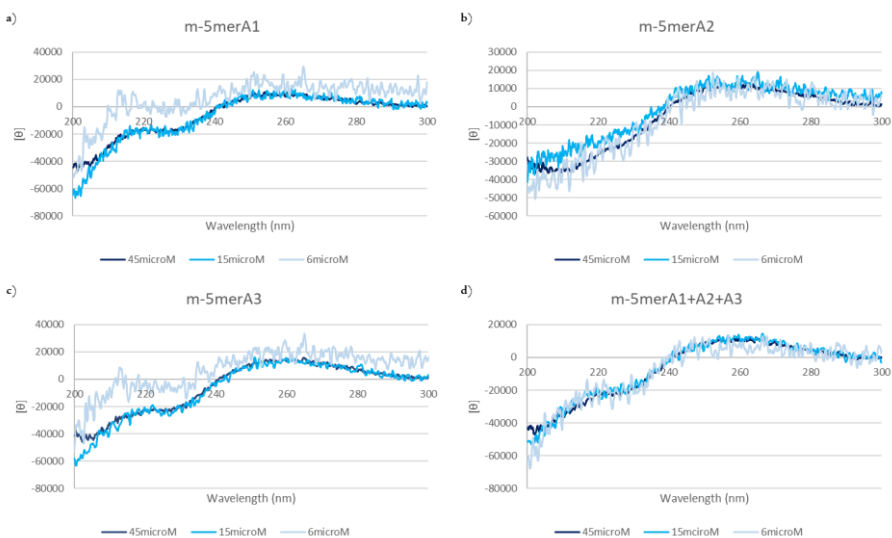 a)
m-5merA1
40000
20000
0
-20000
-40000
-60000
-80000
200 220 240 260 280 300
[θ]
Wavelength (nm)
45microM 15microM 6microM
b)
m-5merA2
30000
20000
10000
0
-10000
-20000
-30000
-40000
-50000
-60000
200 220 240 260 280 300
[θ]
Wavelength (nm)
45microM 15microM 6microM
c)
m-5merA3
40000
20000
0
-20000
-40000
-60000
-80000
200 220 240 260 280 300
[θ]
Wavelength (nm)
45microM 15microM 6microM
d)
m-5merA1+A2+A3
20000
0
-20000
-40000
-60000
-80000
200 220 240 260 280 300
[θ]
Wavelength (nm)
45microM 15mciroM 6microM